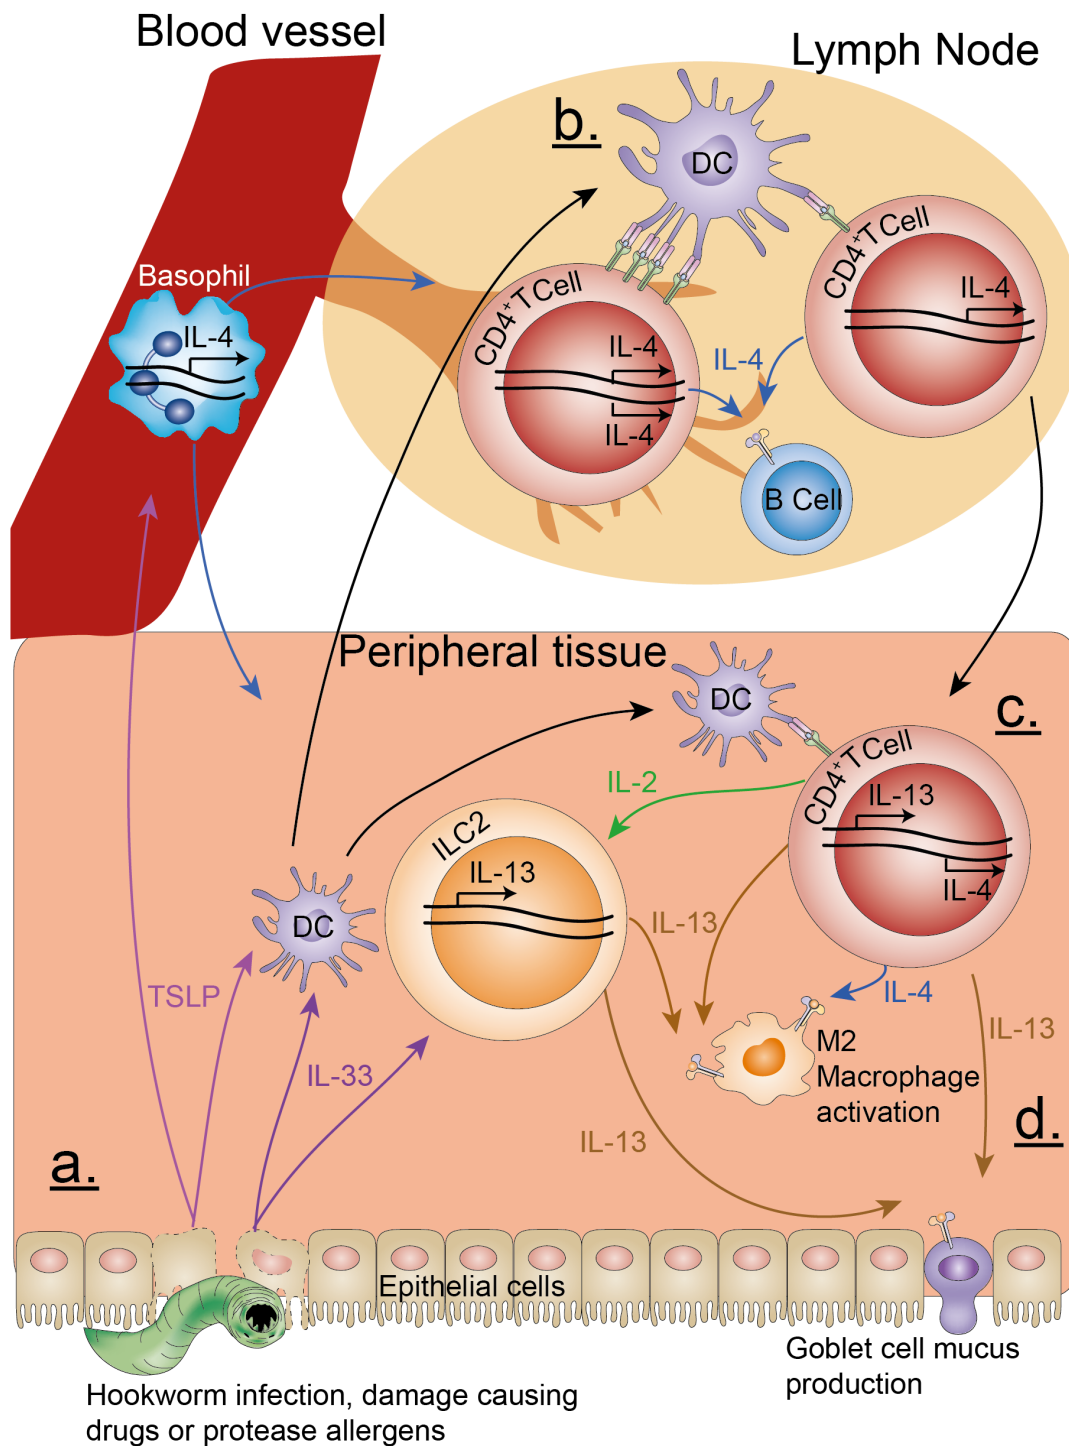 Blood vessel
Lymph Node
b.
DC
CD4+T Cell
IL-4
Basophil
IL-4
CD4+T Cell
IL-4
IL-4
IL-4
B Cell
Peripheral tissue
DC
c.
CD4+T Cell
IL-13
IL-4
IL-2
ILC2
IL-13
DC
IL-13
TSLP
IL-4
IL-33
IL-13
M2
Macrophage
activation
IL-13
d.
a.
Epithelial cells
Goblet cell mucus
production
Hookworm infection, damage causing
drugs or protease allergens